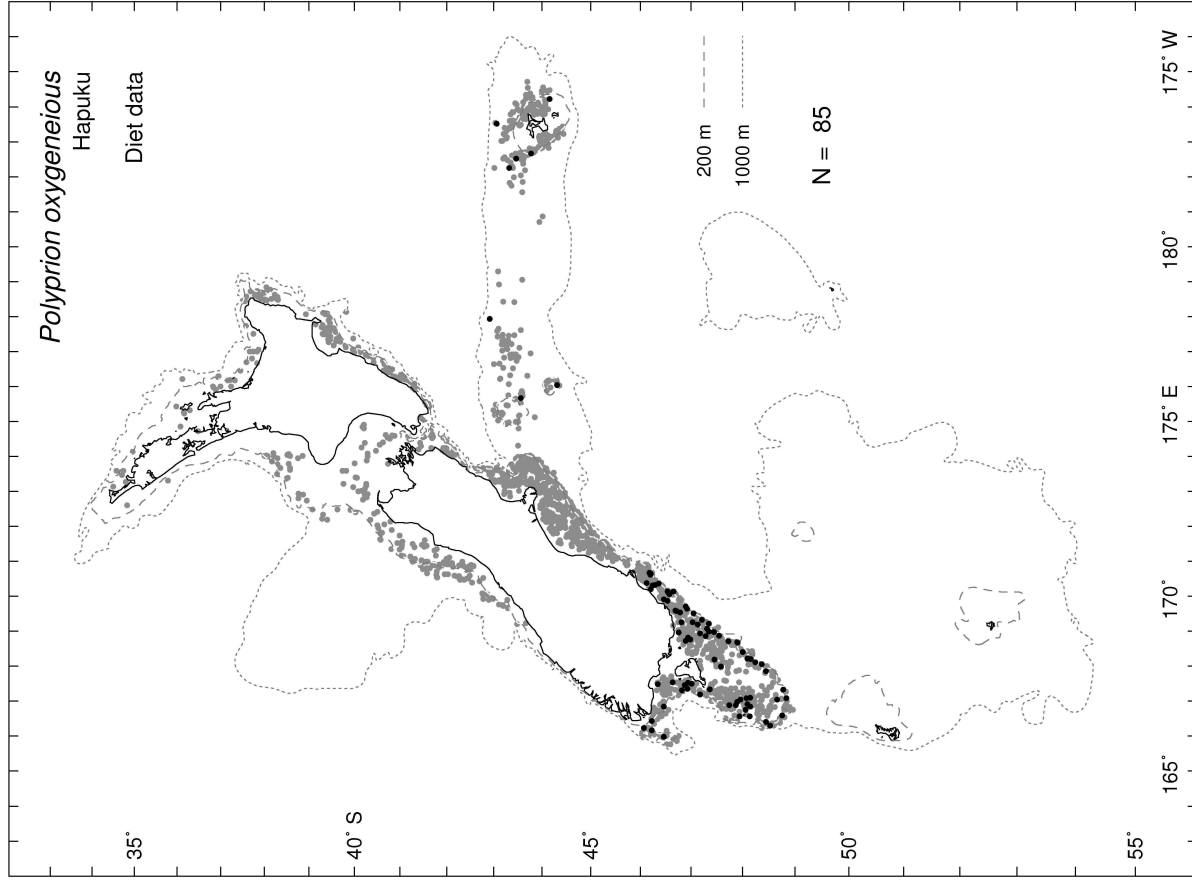 Polyprion oxygeneious
Hapuku
Diet data
200 m
1000 m
N = 85
35°
40° S
45°
50°
55°
165°
170°
175° E
180°
175° W